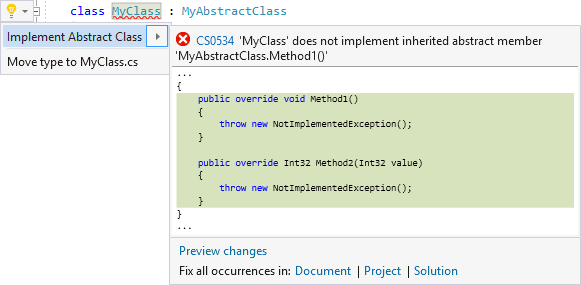 class MyClass : MyAbstractClass
Implement Abstract Class
Move type to MyClass.cs
CS0534 'MyClass' does not implement inherited abstract member
'MyAbstractClass.Method1()'
...
{
public override void Method1()
{
throw new NotImplementedException();
}
public override Int32 Method2(Int32 value)
{
throw new NotImplementedException();
}
}
...
Preview changes
Fix all occurrences in: Document | Project | Solution